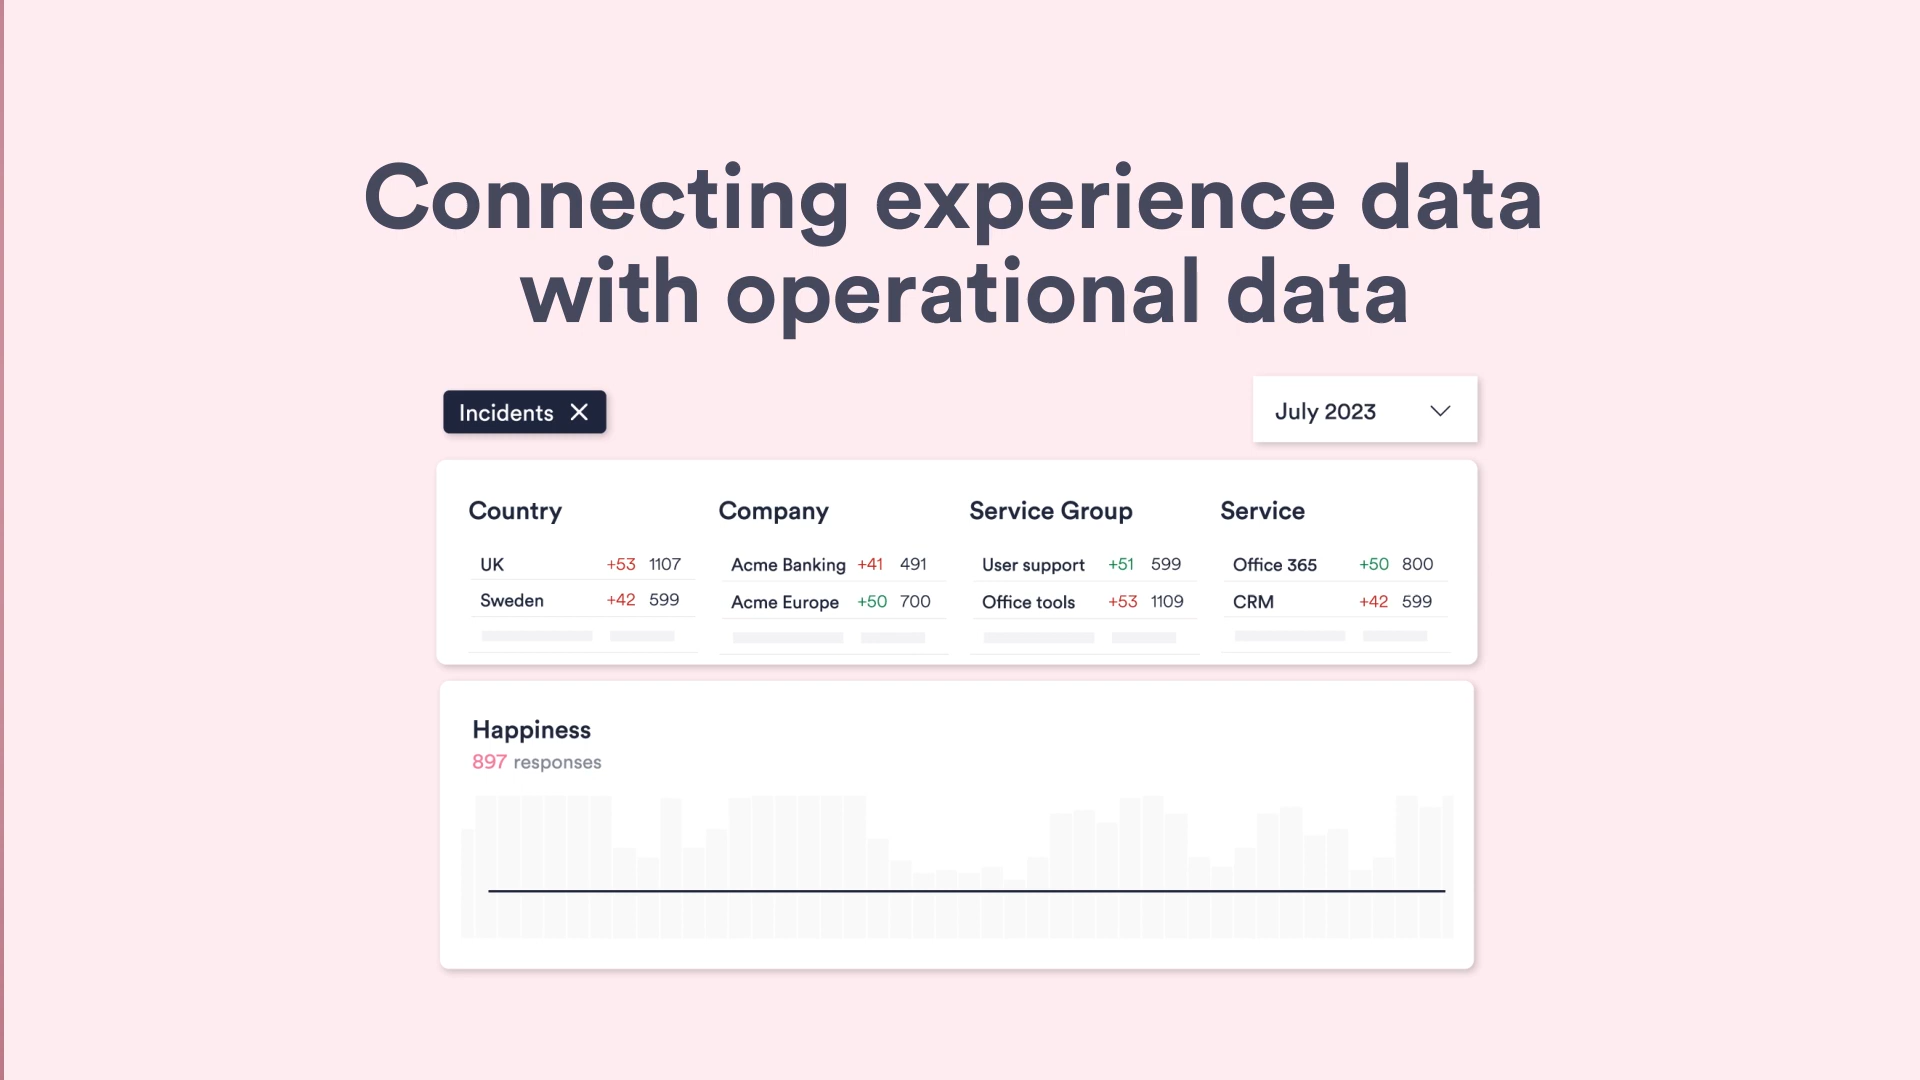 Connecting experience data
with operational data
Incidents
July 2023
Country
UK +53 1107
Sweden +42 599
Company
Acme Banking +41 491
Acme Europe +50 700
Service Group
User support +51 599
Office tools +53 1109
Service
Office 365 +50 800
CRM +42 599
Happiness
897 responses